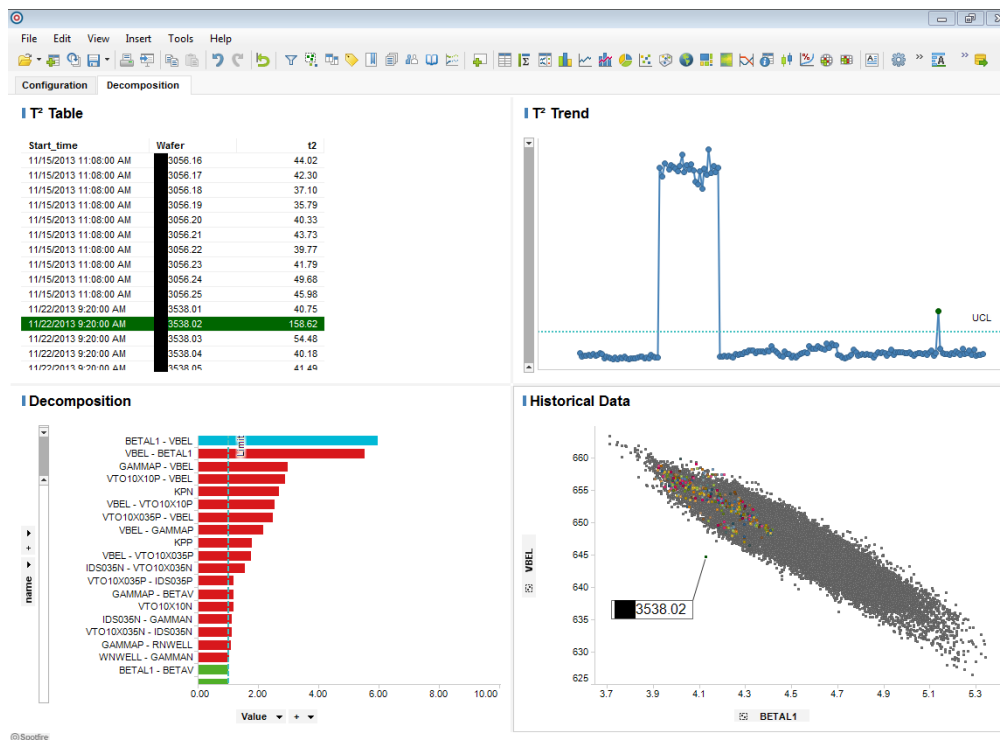 File Edit View Insert Tools Help
Configuration Decomposition
T² Table
Start_time Wafer t2
11/15/2013 11:08:00 AM 3056.16 44.02
11/15/2013 11:08:00 AM 3056.17 42.30
11/15/2013 11:08:00 AM 3056.18 37.10
11/15/2013 11:08:00 AM 3056.19 35.79
11/15/2013 11:08:00 AM 3056.20 40.33
11/15/2013 11:08:00 AM 3056.21 43.73
11/15/2013 11:08:00 AM 3056.22 39.77
11/15/2013 11:08:00 AM 3056.23 41.79
11/15/2013 11:08:00 AM 3056.24 49.68
11/15/2013 11:08:00 AM 3056.25 45.98
11/22/2013 9:20:00 AM 3538.01 40.75
11/22/2013 9:20:00 AM 3538.02 158.62
11/22/2013 9:20:00 AM 3538.03 54.48
11/22/2013 9:20:00 AM 3538.04 40.18
11/22/2013 9:20:00 AM 3538.05 41.49
T² Trend
UCL
Decomposition
BETAL1 - VBEL
VBEL - BETAL1
GAMMAP - VBEL
VTO10X10P - VBEL
KPN
VBEL - VTO10X10P
VTO10X035P - VBEL
VBEL - GAMMAP
KPP
VBEL - VTO10X035P
IDS035N - VTO10X035N
VTO10X035P - IDS035P
GAMMAP - BETAV
VTO10X10N
IDS035N - GAMMAN
VTO10X035N - IDS035N
GAMMAP - RNWELL
WNWELL - GAMMAN
BETAL1 - BETAV
Limit
name
0.00 2.00 4.00 6.00 8.00 10.00
Value
Historical Data
660
655
650
645
640
635
630
625
VBEL
3538.02
3.7 3.9 4.1 4.3 4.5 4.7 4.9 5.1 5.3
BETAL1
Spotfire